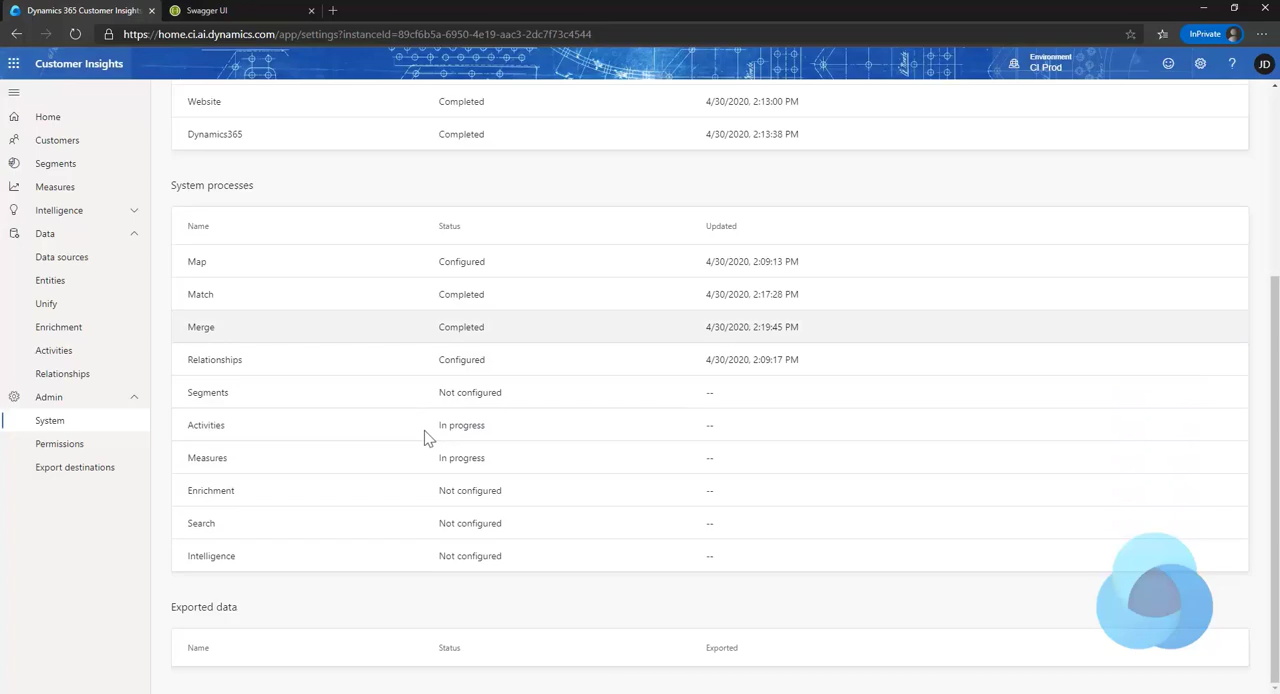 Dynamics 365 Customer Insights
Swagger UI
https://home.ci.ai.dynamics.com/app/settings?instanceId=89cf6b5a-6950-4e19-aac3-2dc7f73c4544
InPrivate
Customer Insights
Environment
CI Prod
JD
Home
Customers
Segments
Measures
Intelligence
Data
Data sources
Entities
Unify
Enrichment
Activities
Relationships
Admin
System
Permissions
Export destinations
Website Completed 4/30/2020, 2:13:00 PM
Dynamics365 Completed 4/30/2020, 2:13:38 PM
System processes
Name Status Updated
Map Configured 4/30/2020, 2:09:13 PM
Match Completed 4/30/2020, 2:17:28 PM
Merge Completed 4/30/2020, 2:19:45 PM
Relationships Configured 4/30/2020, 2:09:17 PM
Segments Not configured --
Activities In progress --
Measures In progress --
Enrichment Not configured --
Search Not configured --
Intelligence Not configured --
Exported data
Name Status Exported